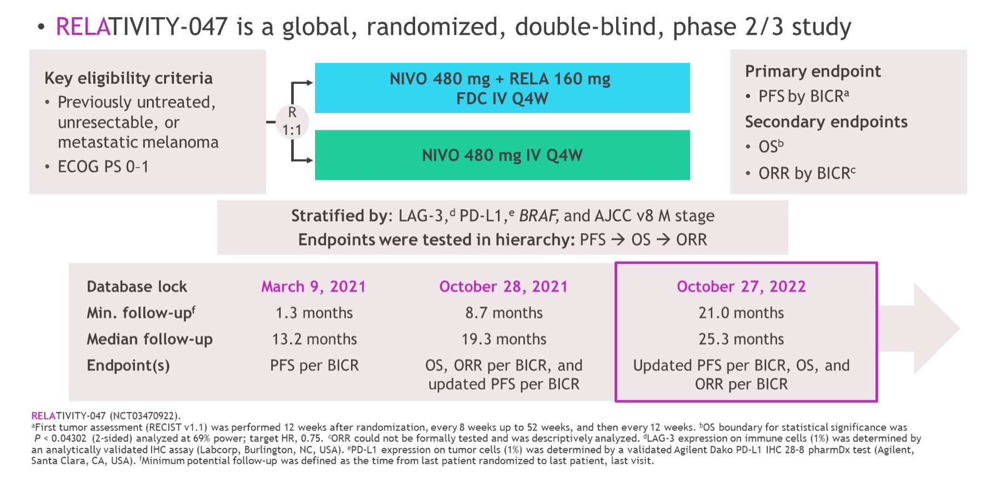 • RELATIVITY-047 is a global, randomized, double-blind, phase 2/3 study
Key eligibility criteria
• Previously untreated,
unresectable, or
metastatic melanoma
• ECOG PS 0–1
R
1:1
NIVO 480 mg + RELA 160 mg
FDC IV Q4W
NIVO 480 mg IV Q4W
Primary endpoint
• PFS by BICRᵃ
Secondary endpoints
• OSᵇ
• ORR by BICRᶜ
Stratified by: LAG-3,ᵈ PD-L1,ᵉ BRAF, and AJCC v8 M stage
Endpoints were tested in hierarchy: PFS → OS → ORR
Database lock March 9, 2021 October 28, 2021 October 27, 2022
Min. follow-upᶠ 1.3 months 8.7 months 21.0 months
Median follow-up 13.2 months 19.3 months 25.3 months
Endpoint(s) PFS per BICR OS, ORR per BICR, and Updated PFS per BICR, OS, and
updated PFS per BICR ORR per BICR
RELATIVITY-047 (NCT03470922).
ᵃFirst tumor assessment (RECIST v1.1) was performed 12 weeks after randomization, every 8 weeks up to 52 weeks, and then every 12 weeks. ᵇOS boundary for statistical significance was
P < 0.04302 (2-sided) analyzed at 69% power; target HR, 0.75. ᶜORR could not be formally tested and was descriptively analyzed. ᵈLAG-3 expression on immune cells (1%) was determined by
an analytically validated IHC assay (Labcorp, Burlington, NC, USA). ᵉPD-L1 expression on tumor cells (1%) was determined by a validated Agilent Dako PD-L1 IHC 28-8 pharmDx test (Agilent,
Santa Clara, CA, USA). ᶠMinimum potential follow-up was defined as the time from last patient randomized to last patient, last visit.